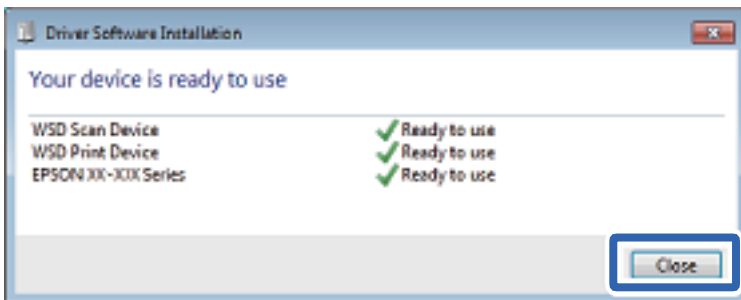 Driver Software Installation
Your device is ready to use
WSD Scan Device Ready to use
WSD Print Device Ready to use
EPSON XX-XXX Series Ready to use
Close